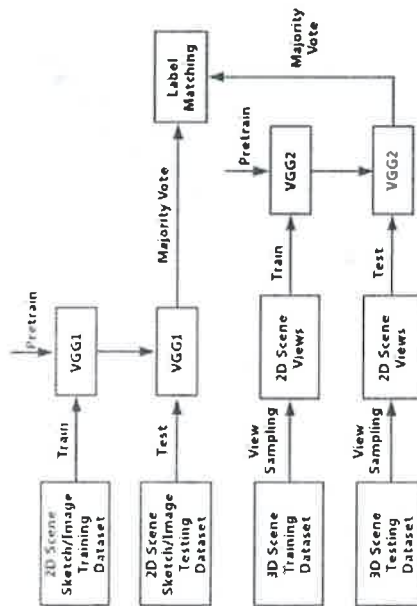 2D Scene
Sketch/Image
Training
Dataset
Train
Pretrain
VGG1
2D Scene
Sketch/Image
Testing
Dataset
Test
VGG1
Majority Vote
Label
Matching
3D Scene
Training
Dataset
View
Sampling
2D Scene
Views
Train
Pretrain
VGG2
3D Scene
Testing
Dataset
View
Sampling
2D Scene
Views
Test
VGG2
Majority
Vote